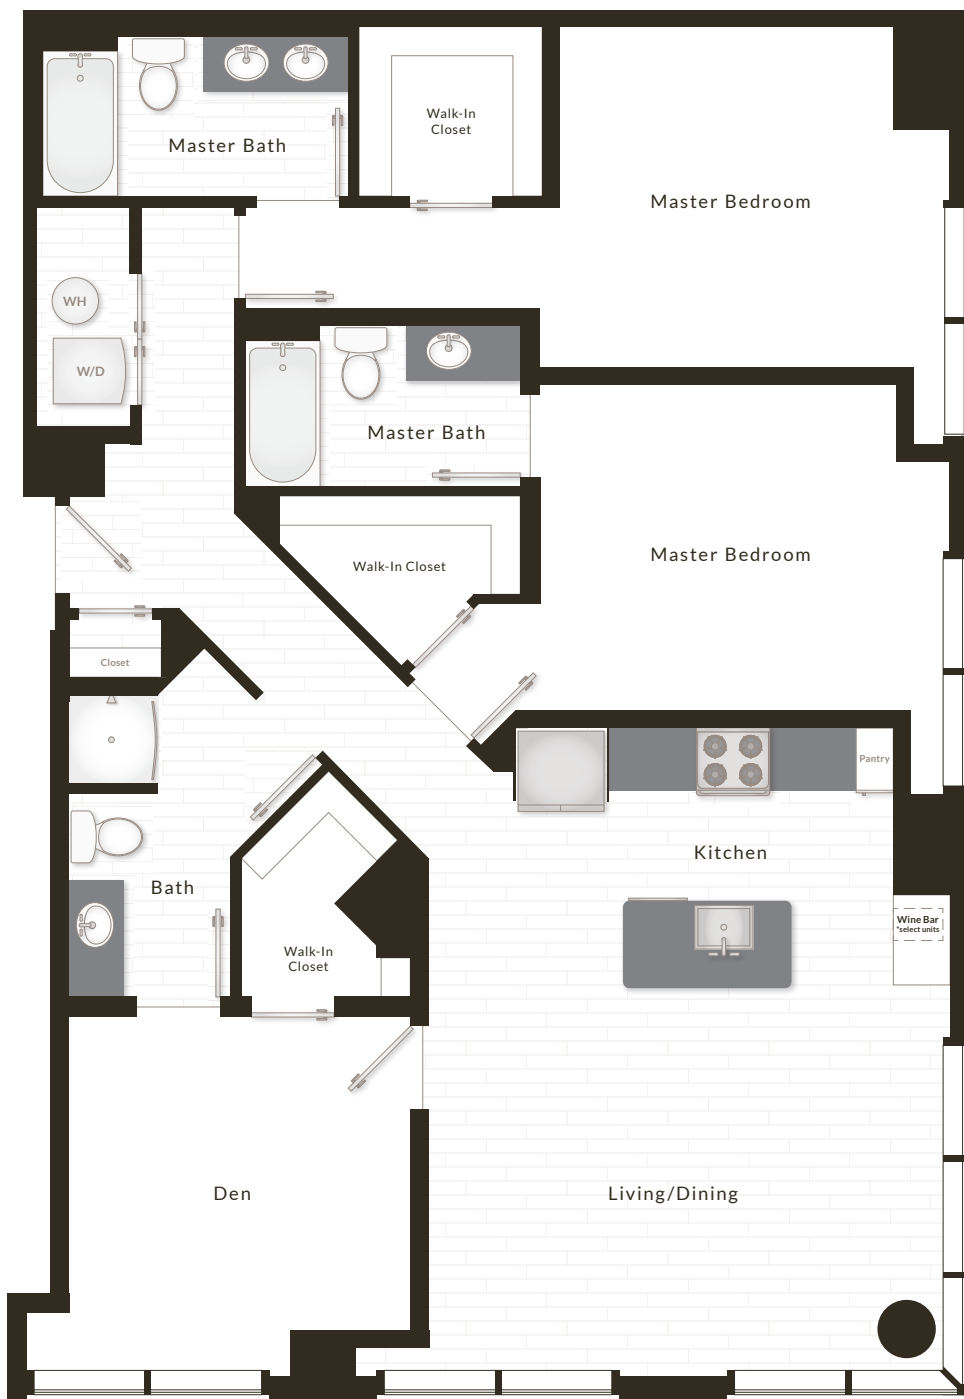 Master Bath
Walk-In
Closet
Master Bedroom
WH
W/D
Master Bath
Walk-In Closet
Master Bedroom
Closet
Pantry
Kitchen
Bath
Wine Bar
*select units
Walk-In
Closet
Den
Living/Dining